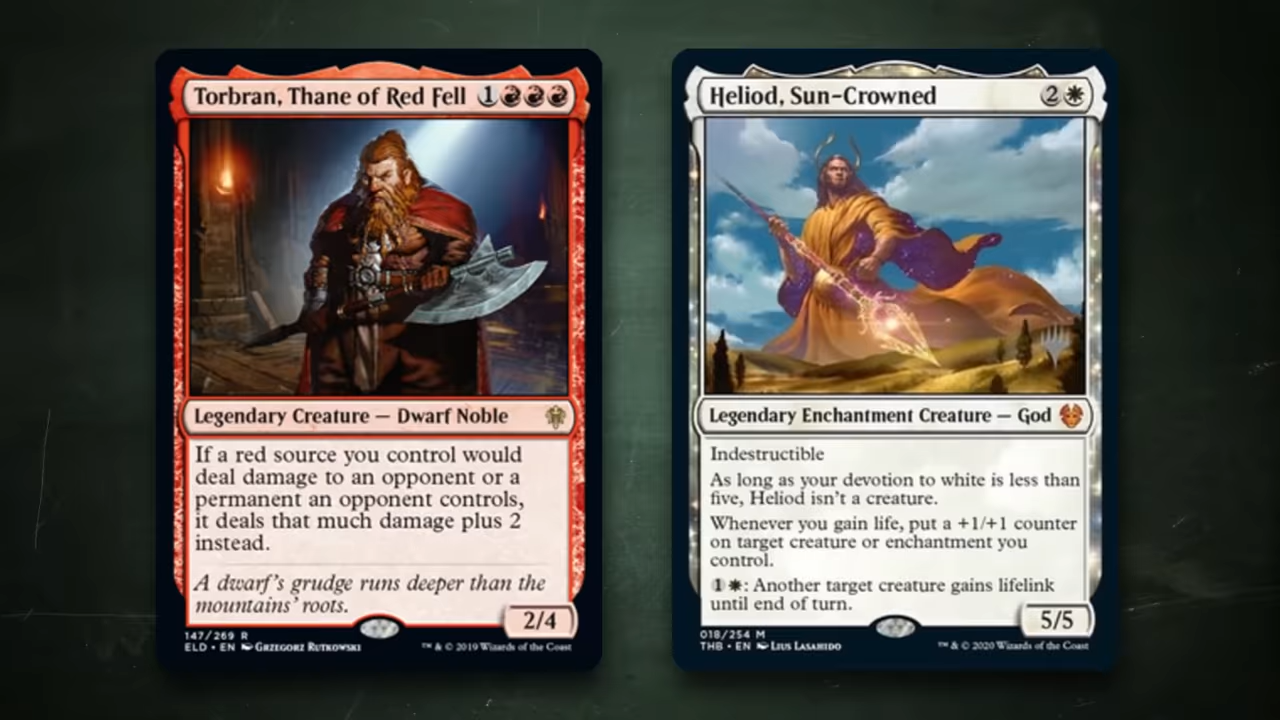 Torbran, Thane of Red Fell 1
Legendary Creature — Dwarf Noble
If a red source you control would
deal damage to an opponent or a
permanent an opponent controls,
it deals that much damage plus 2
instead.
A dwarf's grudge runs deeper than the
mountains' roots.
2/4
147/269 R
ELD • EN Grzegorz Rutkowski
™ & © 2019 Wizards of the Coast
Heliod, Sun-Crowned 2
Legendary Enchantment Creature — God
Indestructible
As long as your devotion to white is less than
five, Heliod isn't a creature.
Whenever you gain life, put a +1/+1 counter
on target creature or enchantment you
control.
1 : Another target creature gains lifelink
until end of turn.
5/5
018/254 M
THB • EN Lius Lasahido
™ & © 2020 Wizards of the Coast